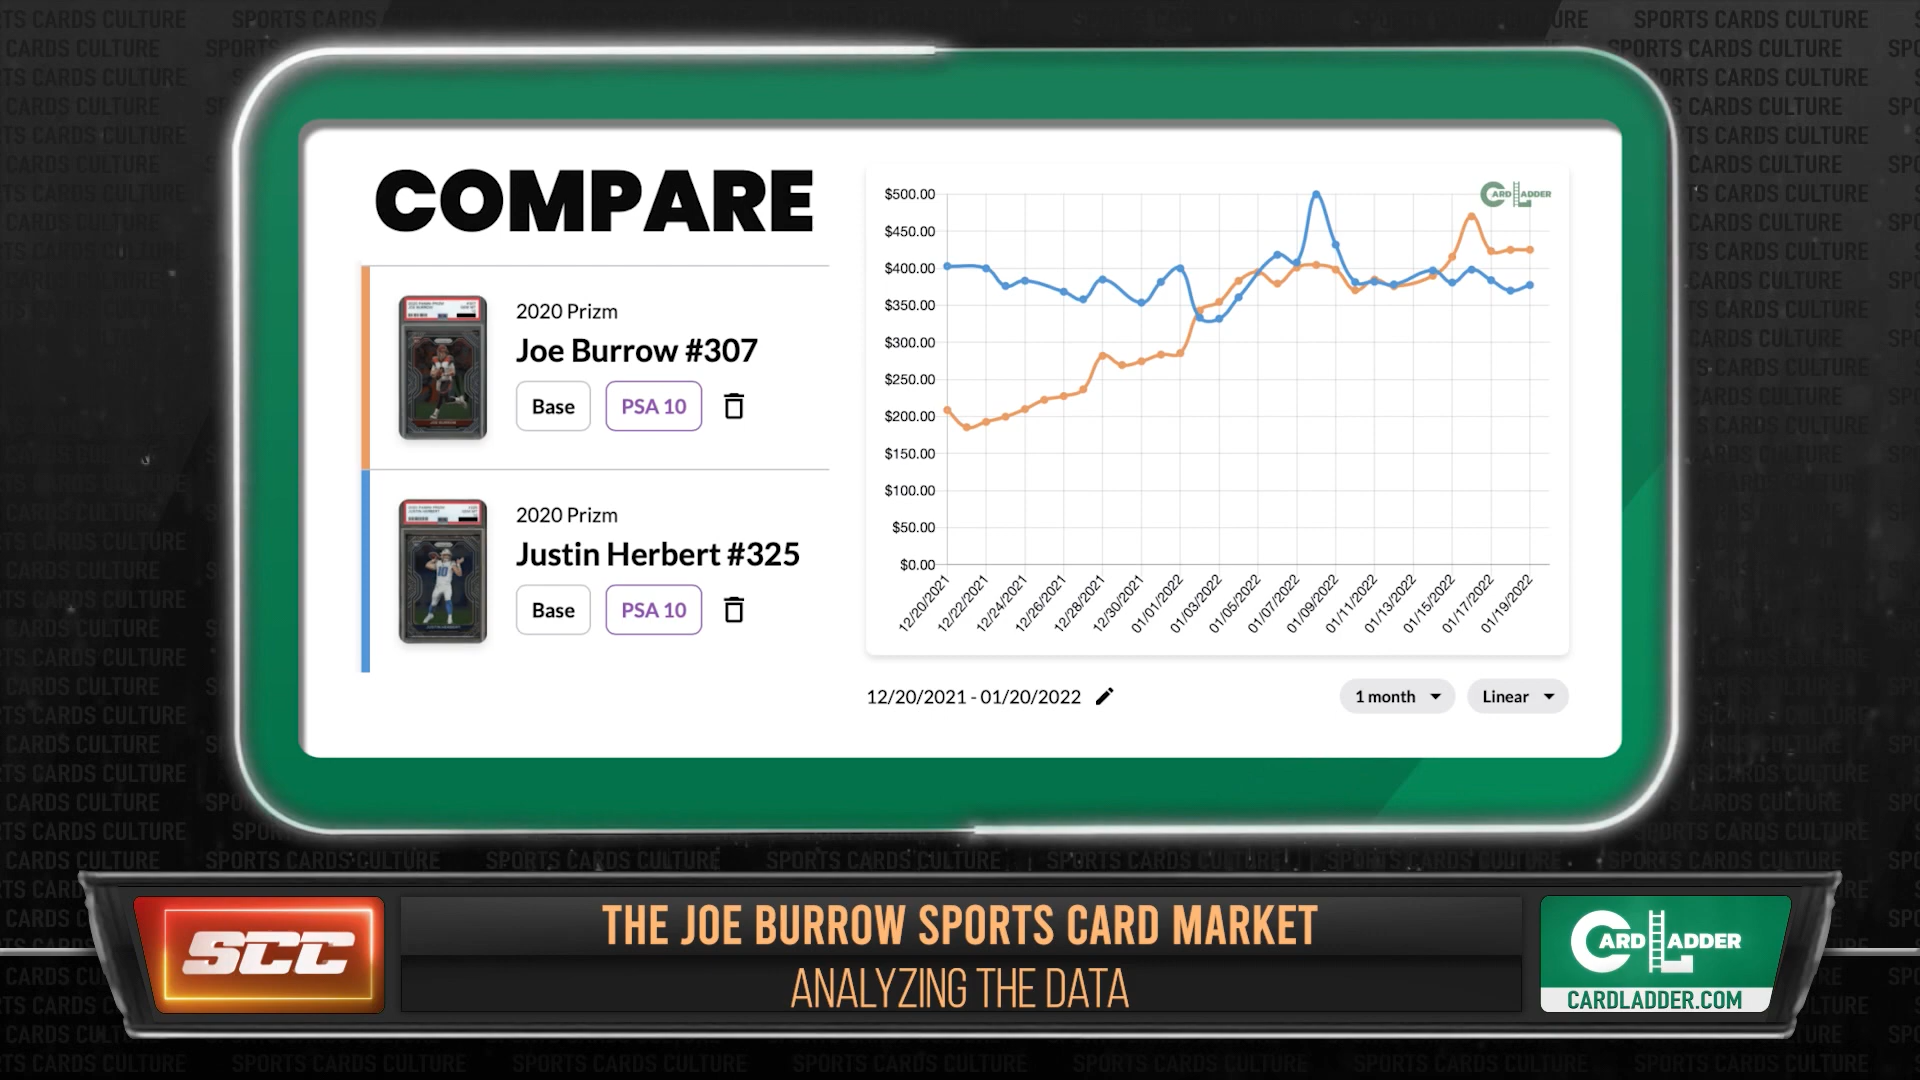 COMPARE
2020 Prizm
Joe Burrow #307
Base
PSA 10
2020 Prizm
Justin Herbert #325
Base
PSA 10
CARD LADDER
$500.00
$450.00
$400.00
$350.00
$300.00
$250.00
$200.00
$150.00
$100.00
$50.00
$0.00
12/20/2021
12/22/2021
12/24/2021
12/26/2021
12/28/2021
12/30/2021
01/01/2022
01/03/2022
01/05/2022
01/07/2022
01/09/2022
01/11/2022
01/13/2022
01/15/2022
01/17/2022
01/19/2022
12/20/2021 - 01/20/2022
1 month
Linear
SPORTS CARDS CULTURE
SCC
THE JOE BURROW SPORTS CARD MARKET
ANALYZING THE DATA
CARD LADDER
CARDLADDER.COM